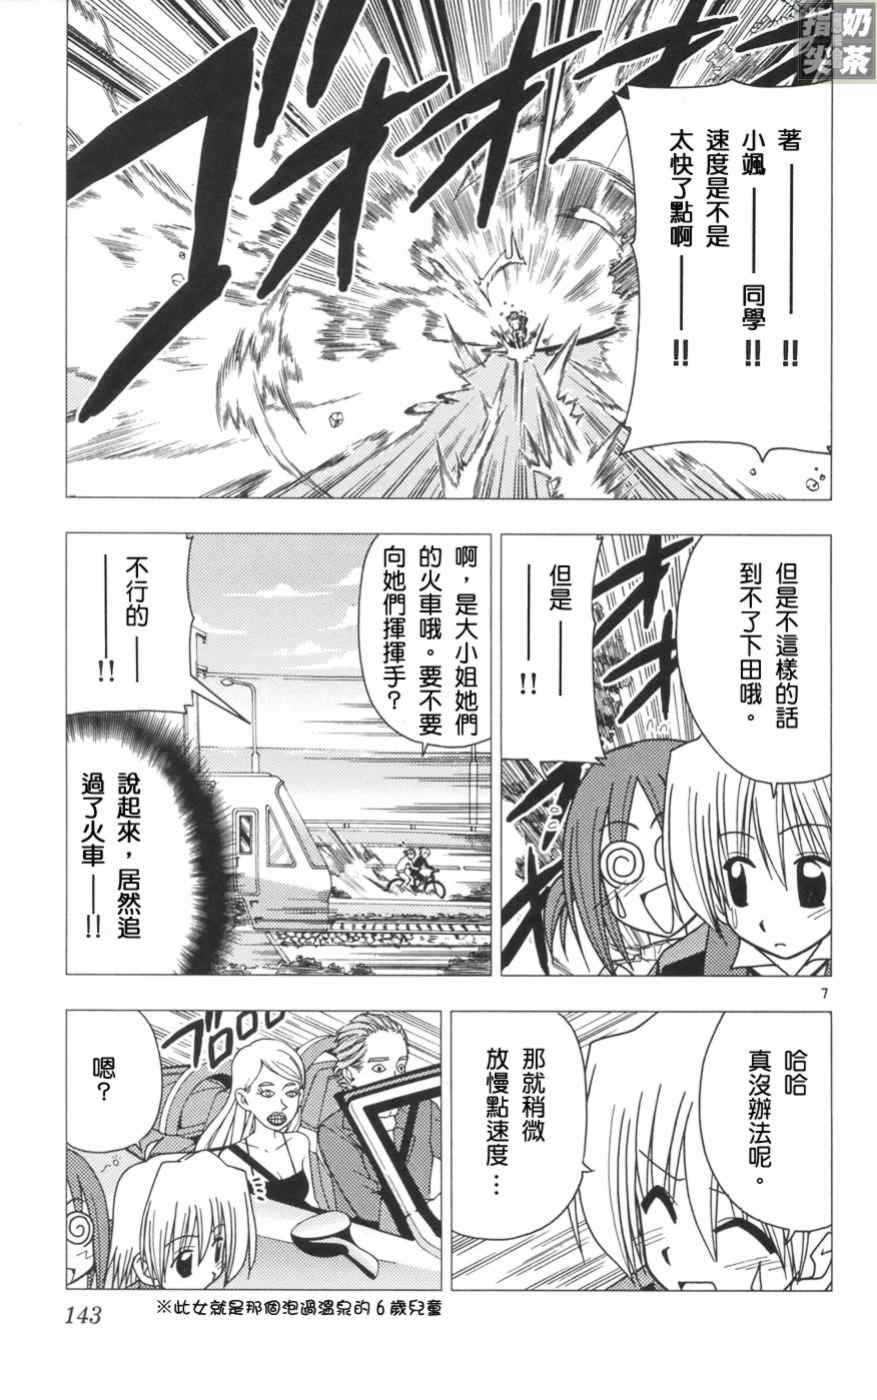 指奶
尖茶
著————!!
小颯———同學!!
速度是不是
太快了點啊———!!
但是不這樣的話
到不了下田哦。
但是——
——!!
啊，是大小姐她們
的火車哦。要不要
向她們揮揮手？
不行的——
———!!
說起來，居然追
過了火車——!!
7
哈哈
真沒辦法呢。
那就稍微
放慢點速度…
嗯？
※此女就是那個泡過溫泉的6歲兒童
143